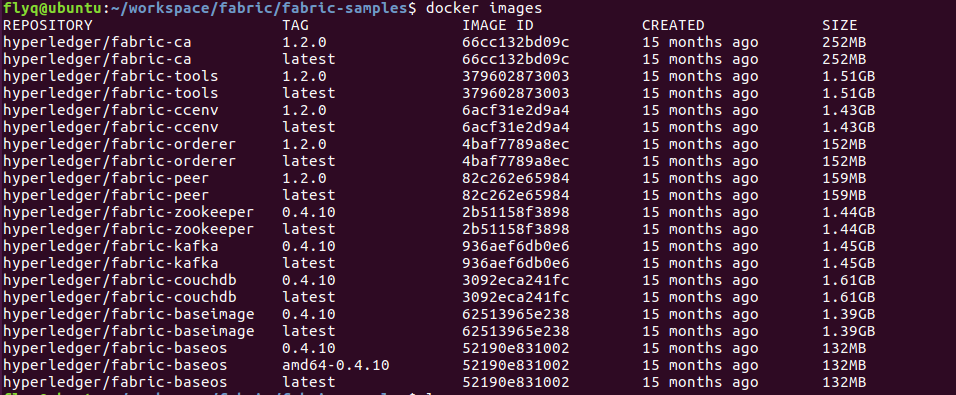 flyq@ubuntu:~/workspace/fabric/fabric-samples$ docker images
REPOSITORY TAG IMAGE ID CREATED SIZE
hyperledger/fabric-ca 1.2.0 66cc132bd09c 15 months ago 252MB
hyperledger/fabric-ca latest 66cc132bd09c 15 months ago 252MB
hyperledger/fabric-tools 1.2.0 379602873003 15 months ago 1.51GB
hyperledger/fabric-tools latest 379602873003 15 months ago 1.51GB
hyperledger/fabric-ccenv 1.2.0 6acf31e2d9a4 15 months ago 1.43GB
hyperledger/fabric-ccenv latest 6acf31e2d9a4 15 months ago 1.43GB
hyperledger/fabric-orderer 1.2.0 4baf7789a8ec 15 months ago 152MB
hyperledger/fabric-orderer latest 4baf7789a8ec 15 months ago 152MB
hyperledger/fabric-peer 1.2.0 82c262e65984 15 months ago 159MB
hyperledger/fabric-peer latest 82c262e65984 15 months ago 159MB
hyperledger/fabric-zookeeper 0.4.10 2b51158f3898 15 months ago 1.44GB
hyperledger/fabric-zookeeper latest 2b51158f3898 15 months ago 1.44GB
hyperledger/fabric-kafka 0.4.10 936aef6db0e6 15 months ago 1.45GB
hyperledger/fabric-kafka latest 936aef6db0e6 15 months ago 1.45GB
hyperledger/fabric-couchdb 0.4.10 3092eca241fc 15 months ago 1.61GB
hyperledger/fabric-couchdb latest 3092eca241fc 15 months ago 1.61GB
hyperledger/fabric-baseimage 0.4.10 62513965e238 15 months ago 1.39GB
hyperledger/fabric-baseimage latest 62513965e238 15 months ago 1.39GB
hyperledger/fabric-baseos 0.4.10 52190e831002 15 months ago 132MB
hyperledger/fabric-baseos amd64-0.4.10 52190e831002 15 months ago 132MB
hyperledger/fabric-baseos latest 52190e831002 15 months ago 132MB